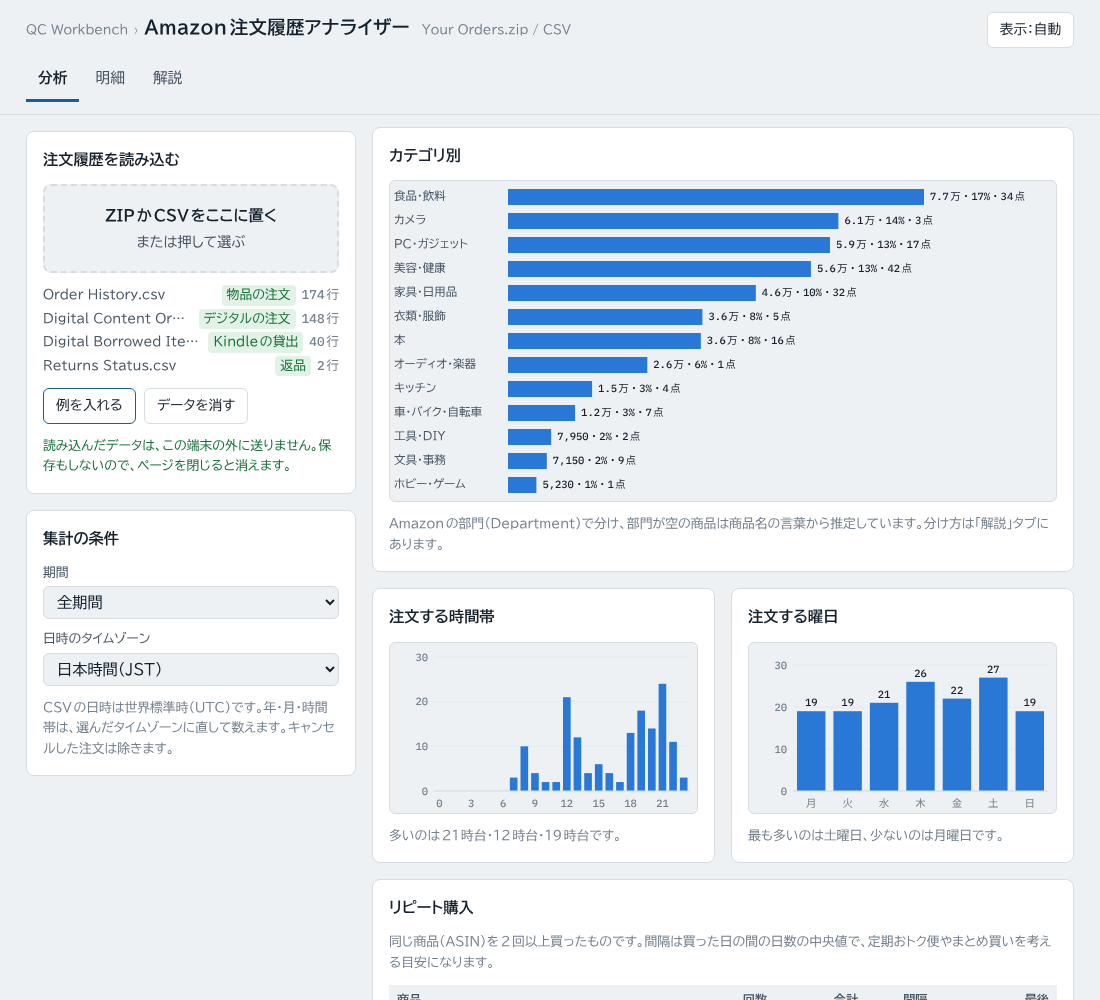 QC Workbench › Amazon注文履歴アナライザー Your Orders.zip / CSV
表示:自動
分析 明細 解説
注文履歴を読み込む
ZIPかCSVをここに置く
または押して選ぶ
Order History.csv 物品の注文 174行
Digital Content Or… デジタルの注文 148行
Digital Borrowed Ite… Kindleの貸出 40行
Returns Status.csv 返品 2行
例を入れる データを消す
読み込んだデータは、この端末の外に送りません。保
存もしないので、ページを閉じると消えます。
集計の条件
期間
全期間
日時のタイムゾーン
日本時間(JST)
CSVの日時は世界標準時(UTC)です。年・月・時間
帯は、選んだタイムゾーンに直して数えます。キャンセ
ルした注文は除きます。
カテゴリ別
食品・飲料 7.7万・17%・34点
カメラ 6.1万・14%・3点
PC・ガジェット 5.9万・13%・17点
美容・健康 5.6万・13%・42点
家具・日用品 4.6万・10%・32点
衣類・服飾 3.6万・8%・5点
本 3.6万・8%・16点
オーディオ・楽器 2.6万・6%・1点
キッチン 1.5万・3%・4点
車・バイク・自転車 1.2万・3%・7点
工具・DIY 7,950・2%・2点
文具・事務 7,150・2%・9点
ホビー・ゲーム 5,230・1%・1点
Amazonの部門(Department)で分け、部門が空の商品は商品名の言葉から推定しています。分け方は「解説」タブに
あります。
注文する時間帯
30
20
10
0
0 3 6 9 12 15 18 21
多いのは21時台・12時台・19時台です。
注文する曜日
30
20
10
0
19 19 21 26 22 27 19
月 火 水 木 金 土 日
最も多いのは土曜日、少ないのは月曜日です。
リピート購入
同じ商品(ASIN)を2回以上買ったものです。間隔は買った日の間の日数の中央値で、定期おトク便やまとめ買いを考え
る目安になります。
商品 回数 合計 間隔 最後